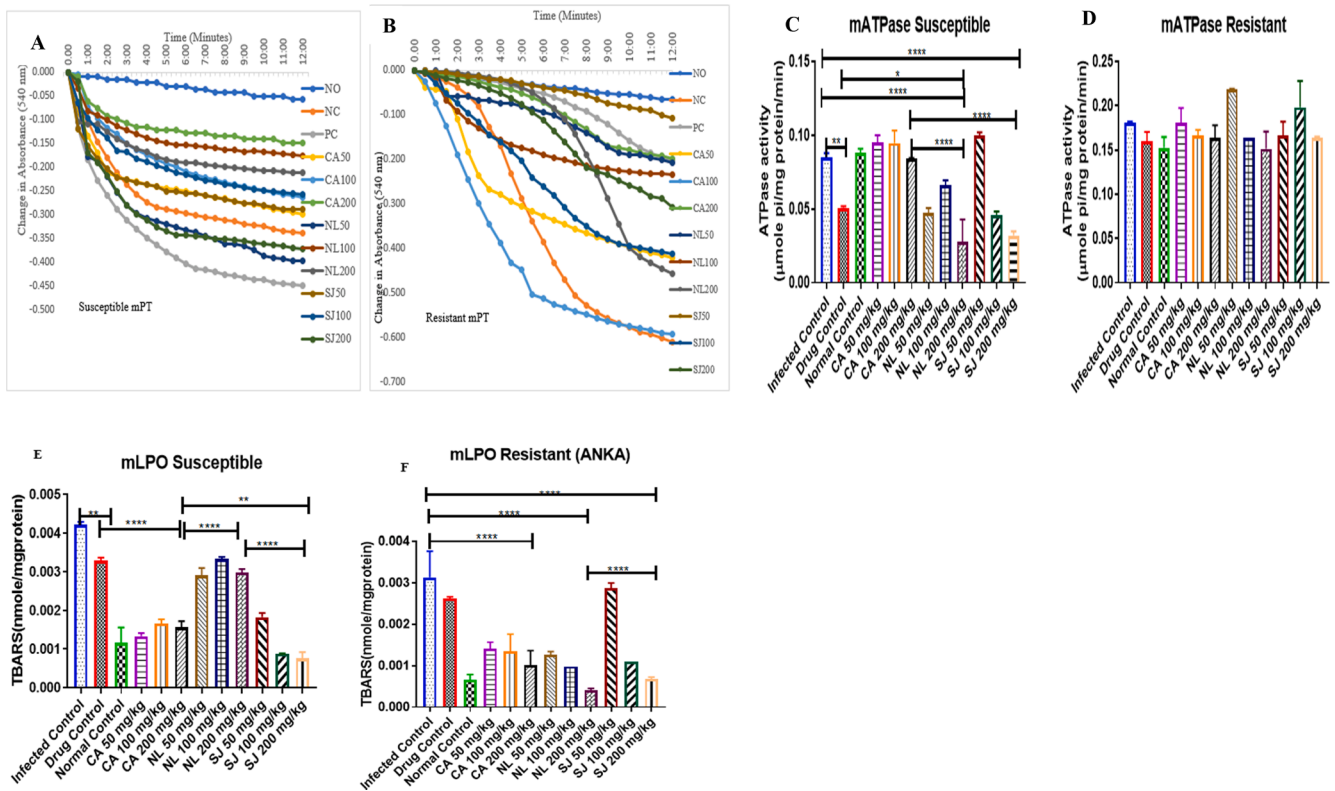 A
Time (Minutes)
0:00
1:00
2:00
3:00
4:00
5:00
6:00
7:00
8:00
9:00
10:00
11:00
12:00
Change in Absorbance (540 nm)
0.000
-0.050
-0.100
-0.150
-0.200
-0.250
-0.300
-0.350
-0.400
-0.450
-0.500
Susceptible mPT
NO
NC
PC
CA50
CA100
CA200
NL50
NL100
NL200
SJ50
SJ100
SJ200
B
Time (Minutes)
0:00
1:00
2:00
3:00
4:00
5:00
6:00
7:00
8:00
9:00
10:00
11:00
12:00
Change in Absorbance (540 nm)
0.000
-0.100
-0.200
-0.300
-0.400
-0.500
-0.600
-0.700
Resistant mPT
NO
NC
PC
CA50
CA100
CA200
NL50
NL100
NL200
SJ50
SJ100
SJ200
C
mATPase Susceptible
ATPase activity
(µmole pi/mg protein/min)
0.15
0.10
0.05
0.00
****
*
****
****
**
****
Infected Control
Drug Control
Normal Control
CA 50 mg/kg
CA 100 mg/kg
CA 200 mg/kg
NL 50 mg/kg
NL 100 mg/kg
NL 200 mg/kg
SJ 50 mg/kg
SJ 100 mg/kg
SJ 200 mg/kg
D
mATPase Resistant
ATPase activity
(µmole pi/mg protein/min)
0.25
0.20
0.15
0.10
0.05
0.00
Infected Control
Drug Control
Normal Control
CA 50 mg/kg
CA 100 mg/kg
CA 200 mg/kg
NL 50 mg/kg
NL 100 mg/kg
NL 200 mg/kg
SJ 50 mg/kg
SJ 100 mg/kg
SJ 200 mg/kg
E
mLPO Susceptible
TBARS(nmole/mgprotein)
0.005
0.004
0.003
0.002
0.001
0.000
**
**
****
****
****
Infected Control
Drug Control
Normal Control
CA 50 mg/kg
CA 100 mg/kg
CA 200 mg/kg
NL 50 mg/kg
NL 100 mg/kg
NL 200 mg/kg
SJ 50 mg/kg
SJ 100 mg/kg
SJ 200 mg/kg
F
mLPO Resistant (ANKA)
TBARS(nmole/mgprotein)
0.004
0.003
0.002
0.001
0.000
****
****
****
****
Infected Control
Drug Control
Normal Control
CA 50 mg/kg
CA 100 mg/kg
CA 200 mg/kg
NL 50 mg/kg
NL 100 mg/kg
NL 200 mg/kg
SJ 50 mg/kg
SJ 100 mg/kg
SJ 200 mg/kg